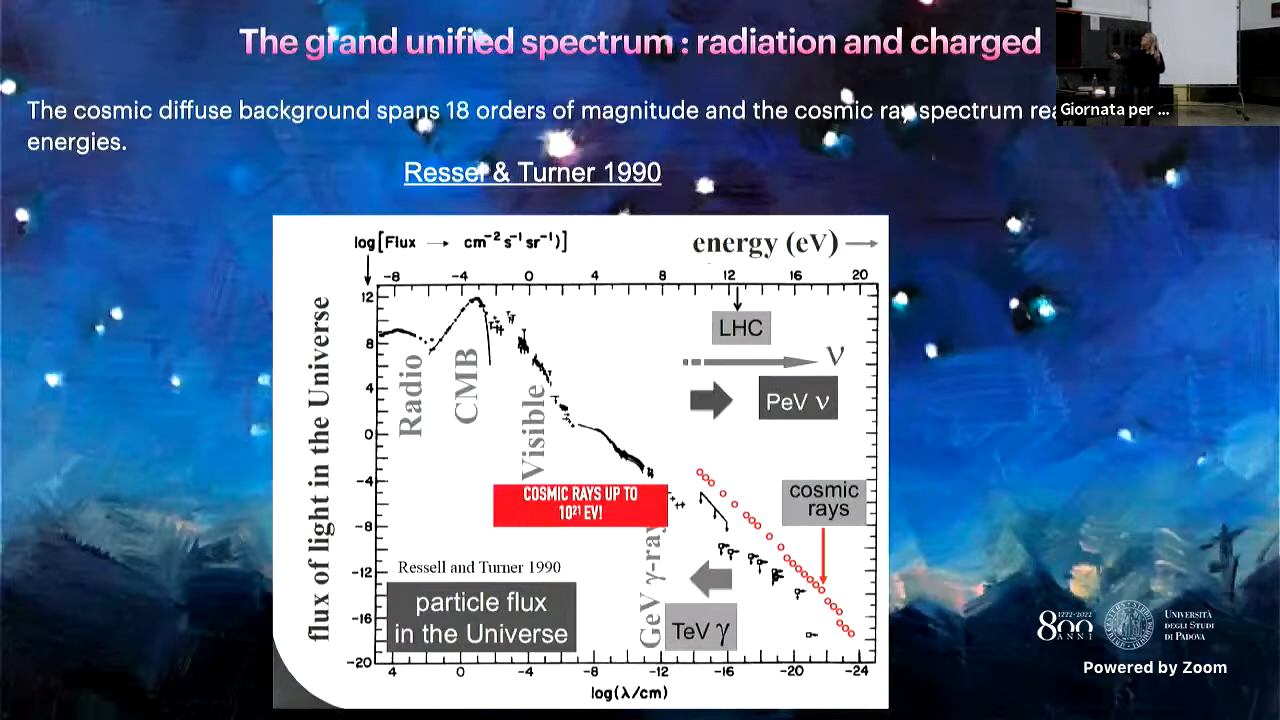 The grand unified spectrum : radiation and charged
The cosmic diffuse background spans 18 orders of magnitude and the cosmic ray spectrum
energies.
Giornata per ...
Ressel & Turner 1990
log[Flux → cm⁻² s⁻¹ sr⁻¹)]
energy (eV) →
-8 -4 0 4 8 12 16 20
flux of light in the Universe
12
8
4
0
-4
-8
-12
-16
-20
LHC
ν
PeV ν
Radio
CMB
Visible
GeV γ-ray
COSMIC RAYS UP TO
10²¹ EV!
cosmic
rays
Ressell and Turner 1990
particle flux
in the Universe
TeV γ
4 0 -4 -8 -12 -16 -20 -24
log(λ/cm)
1222·2022
800
ANNI
UNIVERSITÀ
DEGLI STUDI
DI PADOVA
Powered by Zoom